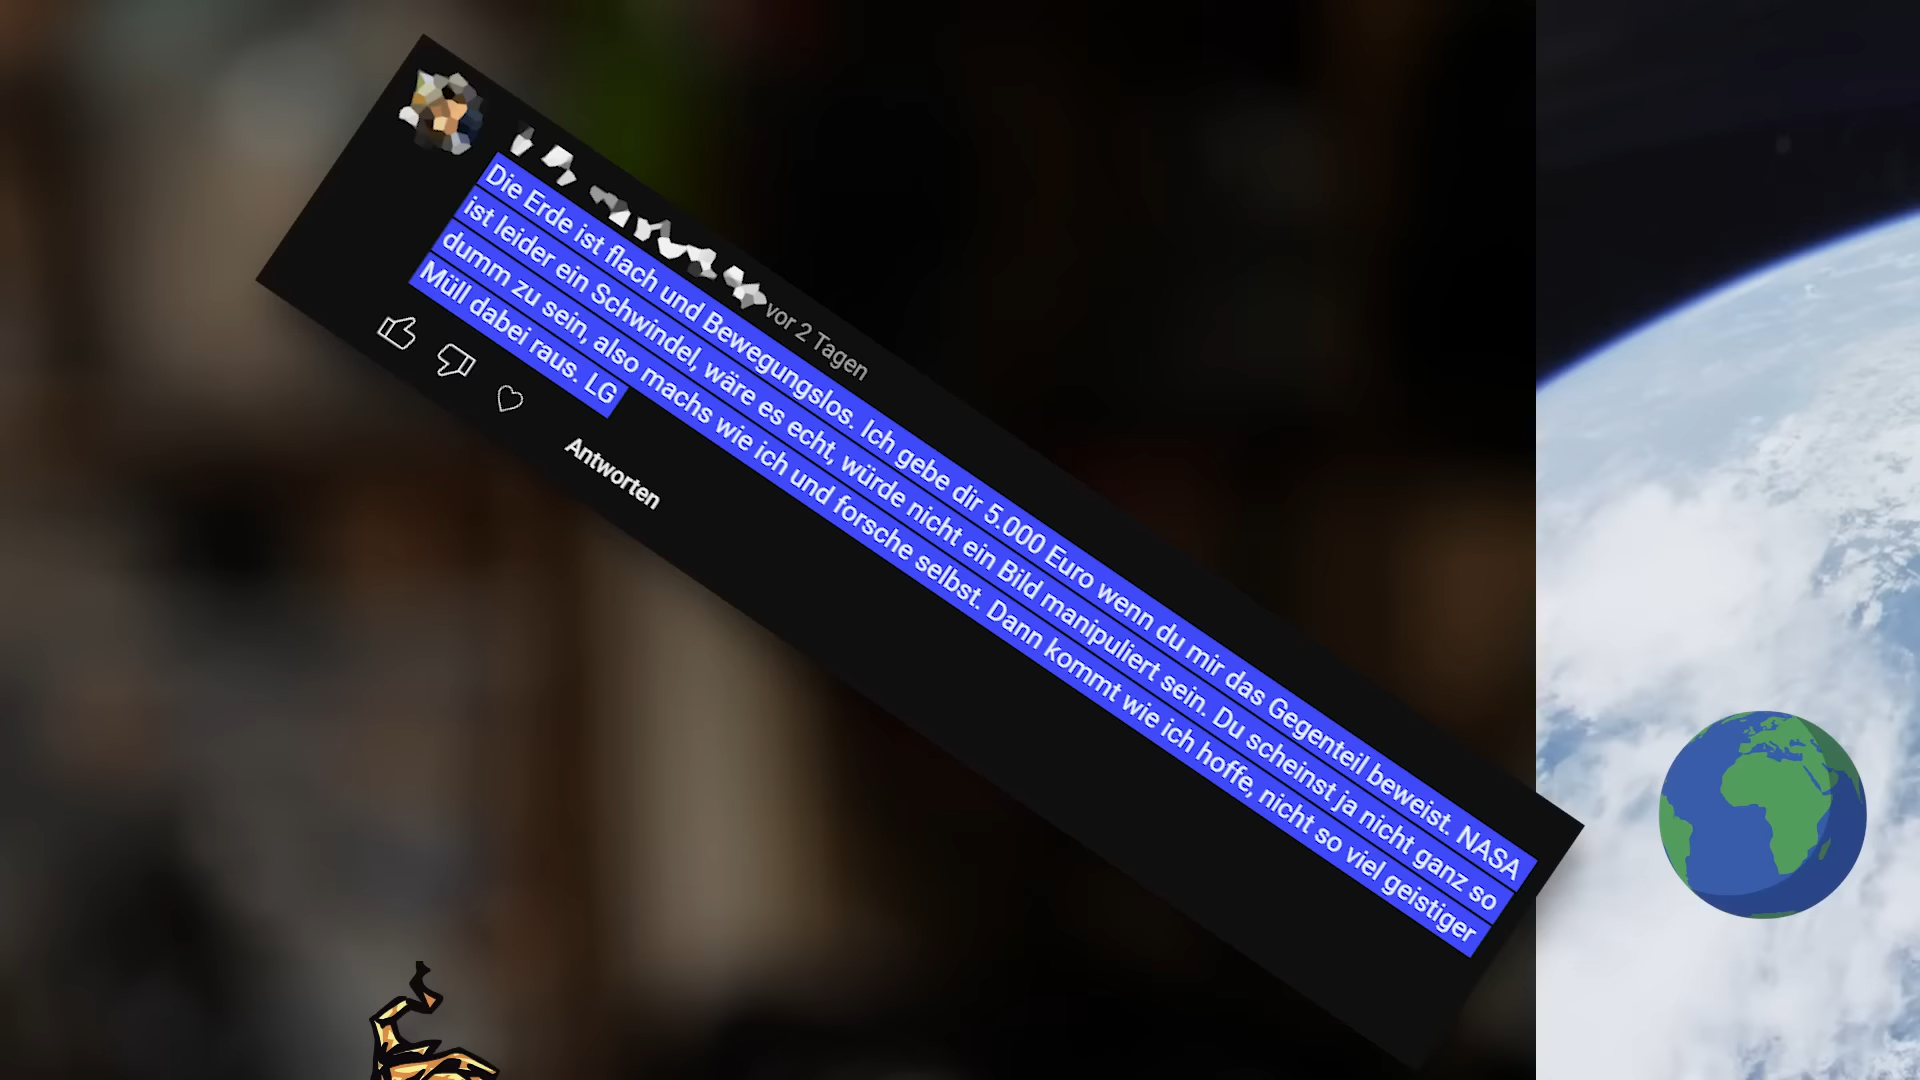 vor 2 Tagen
Die Erde ist flach und Bewegungslos. Ich gebe dir 5.000 Euro wenn du mir das Gegenteil beweist. NASA
ist leider ein Schwindel, wäre es echt, würde nicht ein Bild manipuliert sein. Du scheinst ja nicht ganz so
dumm zu sein, also machs wie ich und forsche selbst. Dann kommt wie ich hoffe, nicht so viel geistiger
Müll dabei raus. LG
Antworten